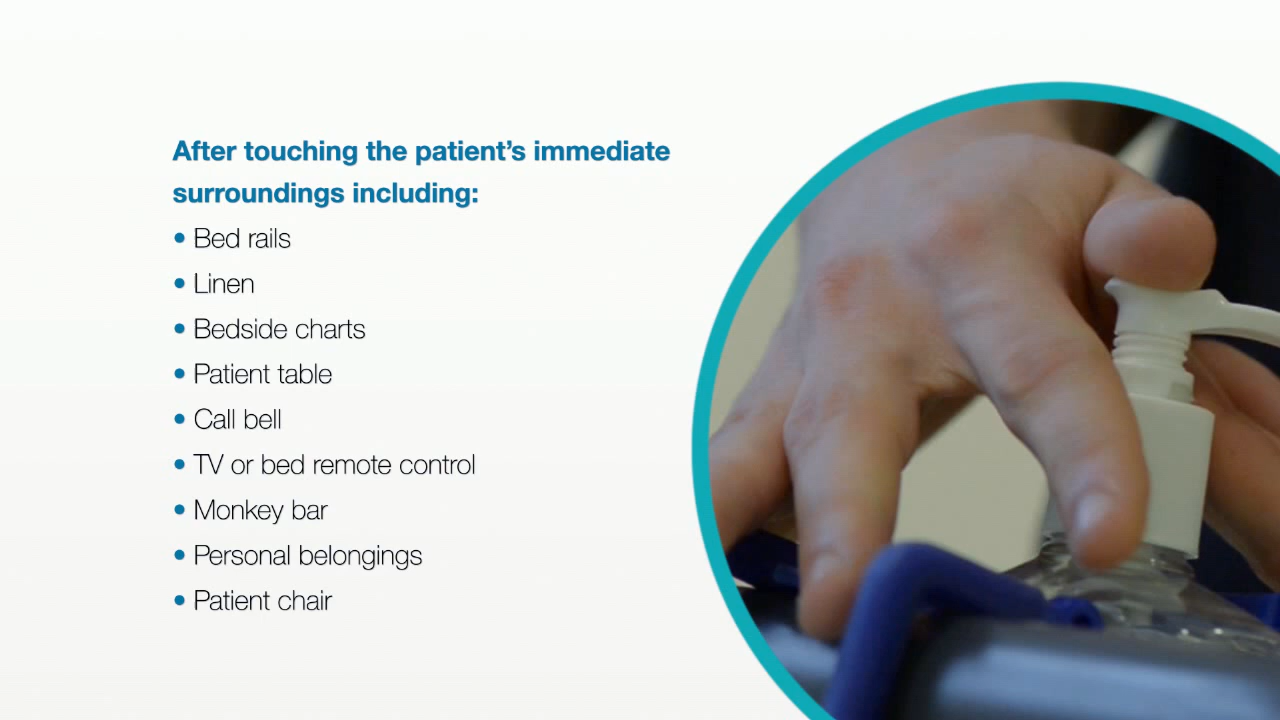 After touching the patient’s immediate
surroundings including:
• Bed rails
• Linen
• Bedside charts
• Patient table
• Call bell
• TV or bed remote control
• Monkey bar
• Personal belongings
• Patient chair